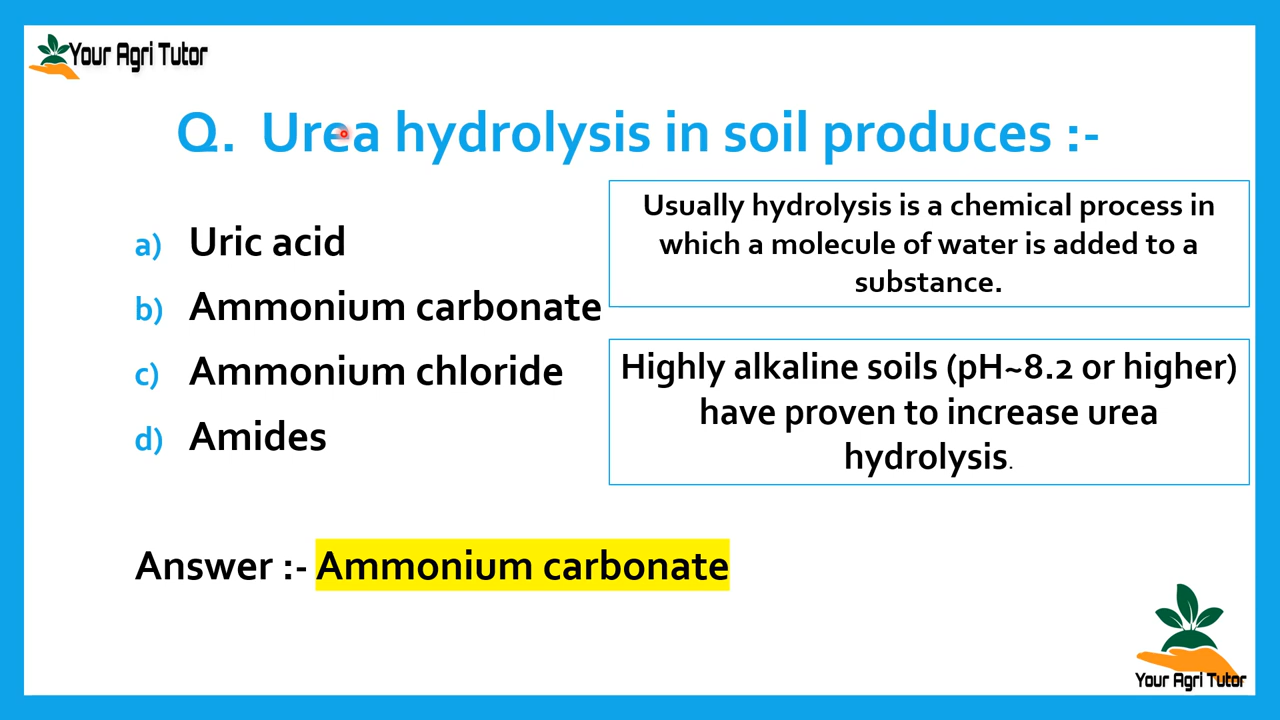 Your Agri Tutor
Q. Urea hydrolysis in soil produces :-
a) Uric acid
b) Ammonium carbonate
c) Ammonium chloride
d) Amides
Usually hydrolysis is a chemical process in
which a molecule of water is added to a
substance.
Highly alkaline soils (pH~8.2 or higher)
have proven to increase urea
hydrolysis.
Answer :- Ammonium carbonate
Your Agri Tutor